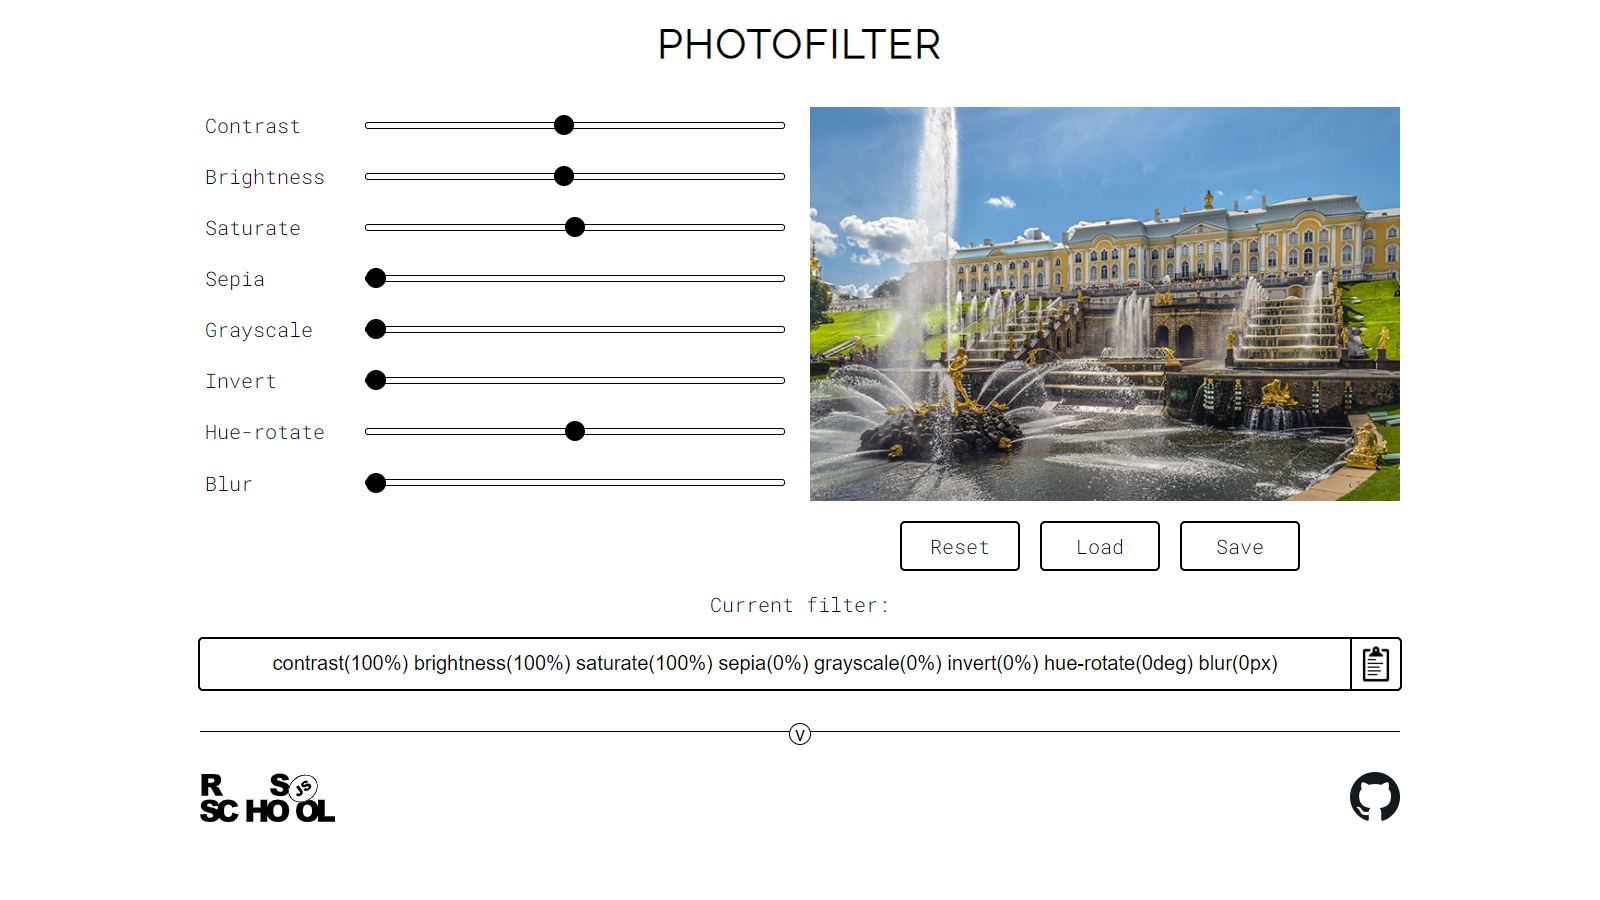 PHOTOFILTER
Contrast
Brightness
Saturate
Sepia
Grayscale
Invert
Hue-rotate
Blur
Reset Load Save
Current filter:
contrast(100%) brightness(100%) saturate(100%) sepia(0%) grayscale(0%) invert(0%) hue-rotate(0deg) blur(0px)
V
R S JS
SCHOOL